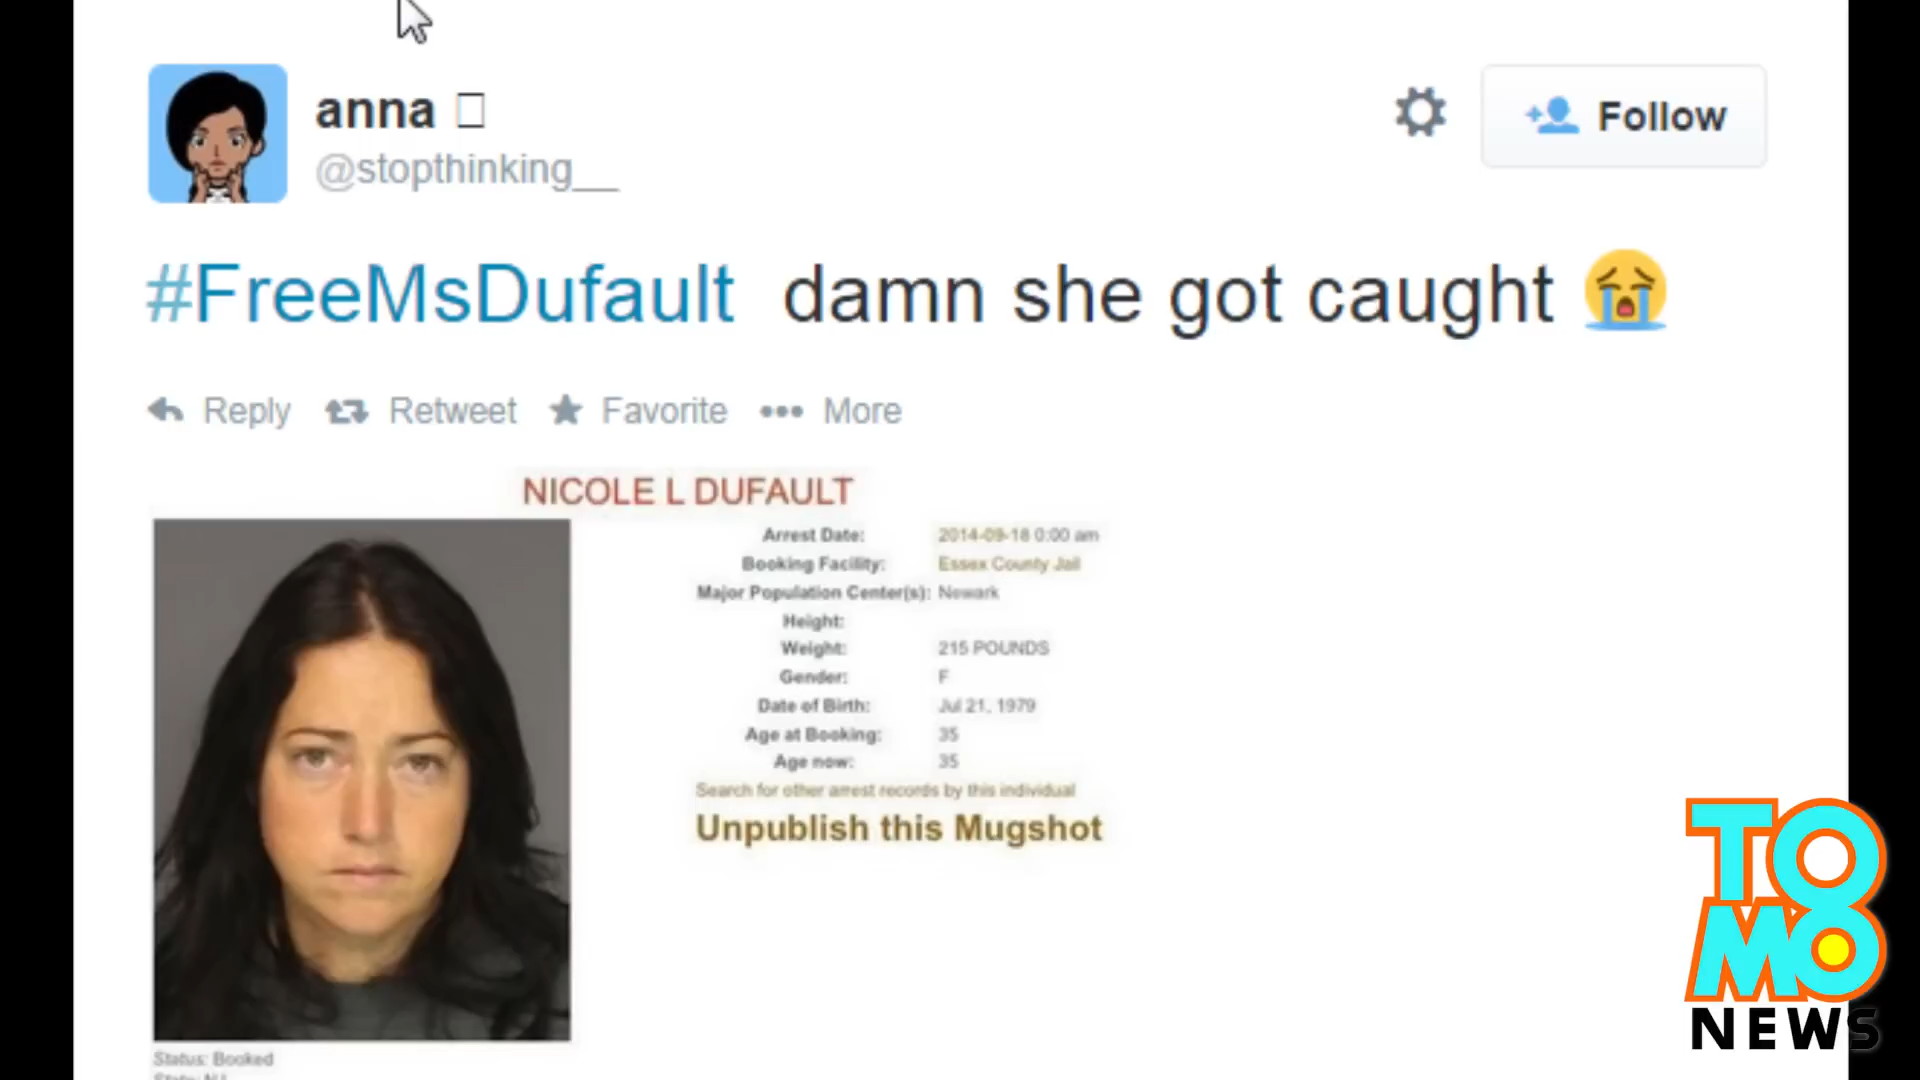 anna
@stopthinking__
Follow
#FreeMsDufault damn she got caught
Reply Retweet Favorite More
NICOLE L DUFAULT
Arrest Date: 2014-09-18 0:00 am
Booking Facility: Essex County Jail
Major Population Center(s): Newark
Height:
Weight: 215 POUNDS
Gender: F
Date of Birth: Jul 21, 1979
Age at Booking: 35
Age now: 35
Search for other arrest records by this individual
Unpublish this Mugshot
Status: Booked
TOMO
NEWS